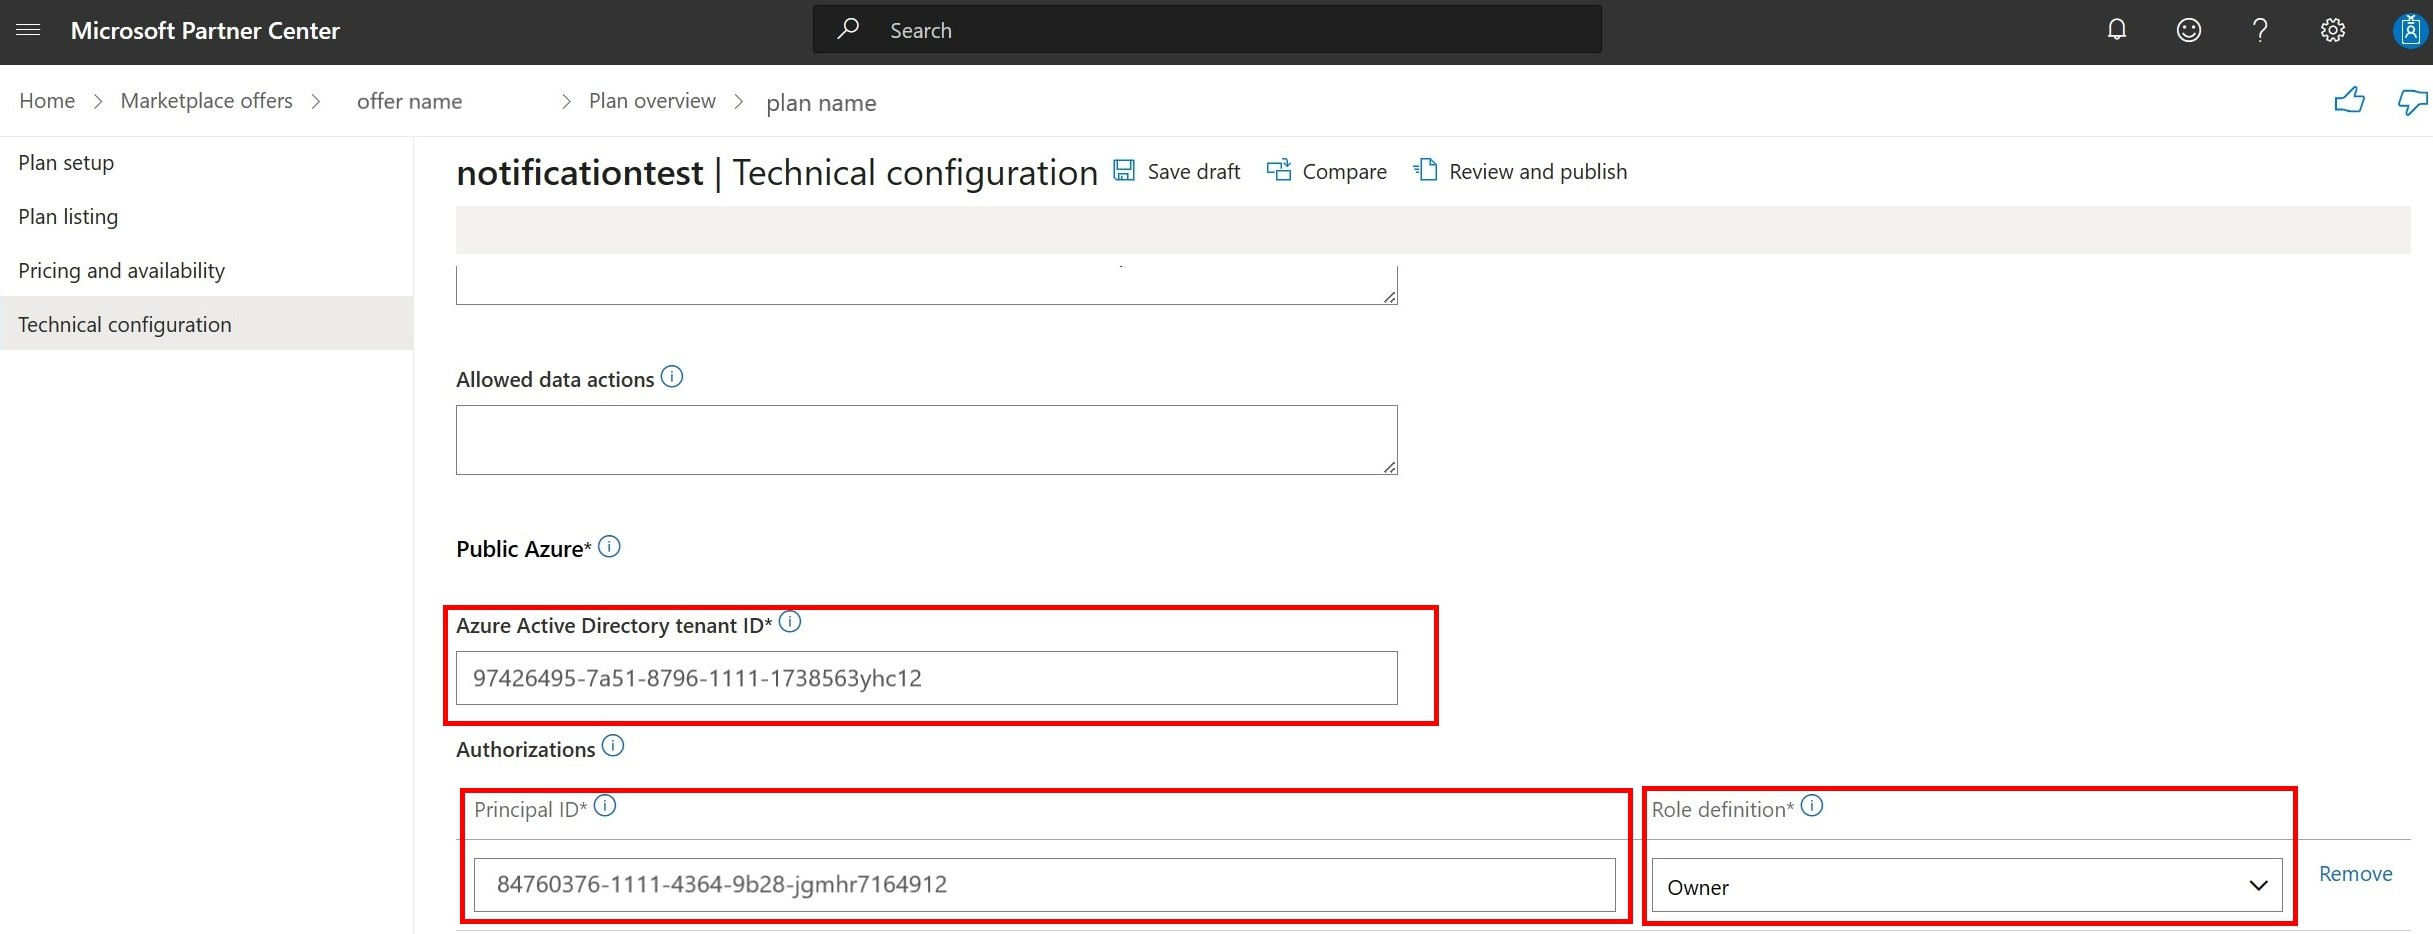 Microsoft Partner Center
Search
Home > Marketplace offers > offer name > Plan overview > plan name
Plan setup
Plan listing
Pricing and availability
Technical configuration
notificationtest | Technical configuration
Save draft
Compare
Review and publish
Allowed data actions
Public Azure*
Azure Active Directory tenant ID*
97426495-7a51-8796-1111-1738563yhc12
Authorizations
Principal ID*
Role definition*
84760376-1111-4364-9b28-jgmhr7164912
Owner
Remove